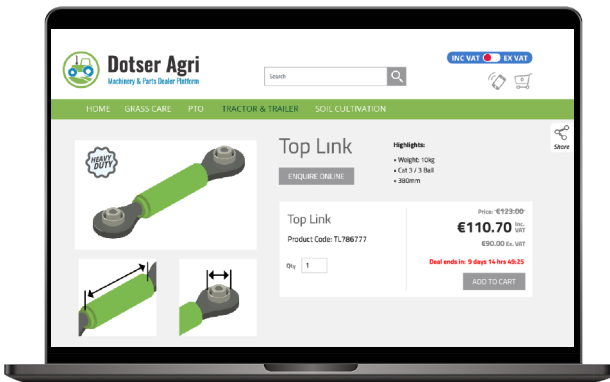 Dotser Agri
Machinery & Parts Dealer Platform
Search
INC VAT EX VAT
0
HOME GRASS CARE PTO TRACTOR & TRAILER SOIL CULTIVATION
Share
HEAVY
DUTY
Top Link
ENQUIRE ONLINE
Highlights:
• Weight: 10kg
• Cat 3 / 3 Ball
• 380mm
Top Link
Product Code: TL786777
Qty 1
Price: €123.00
€110.70 Inc. VAT
€90.00 Ex. VAT
Deal ends in: 9 days 14 hrs 49:25
ADD TO CART